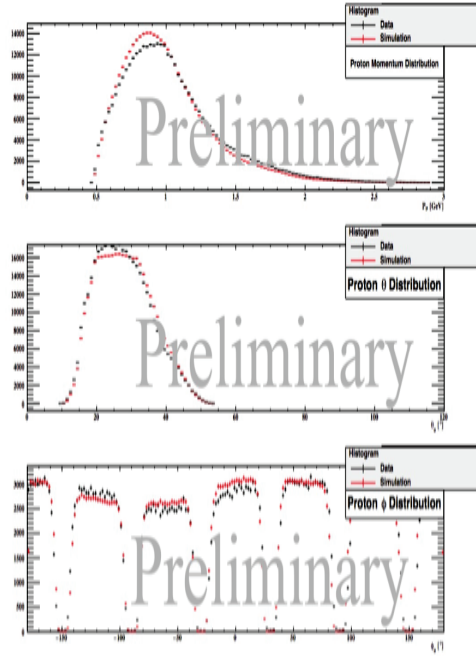 Histogram
Data
Simulation
Proton Momentum Distribution
14000
12000
10000
8000
6000
4000
2000
0
Preliminary
0 0.5 1 1.5 2 2.5 3
P_p [GeV]
Histogram
Data
Simulation
Proton θ Distribution
16000
14000
12000
10000
8000
6000
4000
2000
0
Preliminary
0 20 40 60 80 100 120
θ_p [°]
Histogram
Data
Simulation
Proton ϕ Distribution
3000
2500
2000
1500
1000
500
0
Preliminary
-50 0 50 100 150